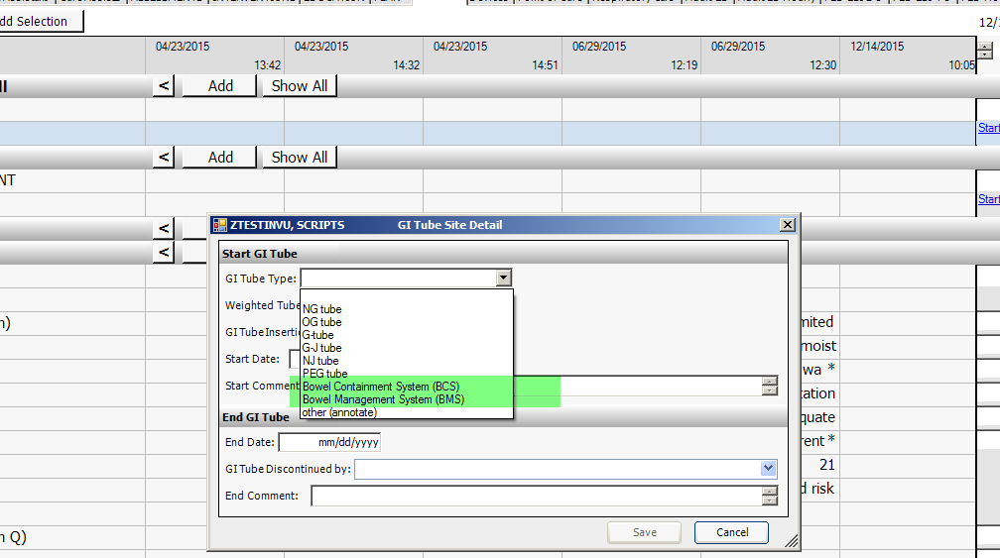 dd Selection
12/
04/23/2015 04/23/2015 04/23/2015 06/29/2015 06/29/2015 12/14/2015
13:42 14:32 14:51 12:19 12:30 10:05
ll < Add Show All
Start
< Add Show All
NT
Start
<
<
ZTESTINVU, SCRIPTS GI Tube Site Detail
Start GI Tube
GI Tube Type:
Weighted Tube
NG tube
OG tube
G-tube
G-J tube
NJ tube
PEG tube
Bowel Containment System (BCS)
Bowel Management System (BMS)
other (annotate)
GI Tube Inserti
Start Date:
Start Comment
End GI Tube
End Date: mm/dd/yyyy
GI Tube Discontinued by:
End Comment:
Save Cancel
n)
mited
moist
wa *
tation
quate
rent *
21
d risk
n Q)